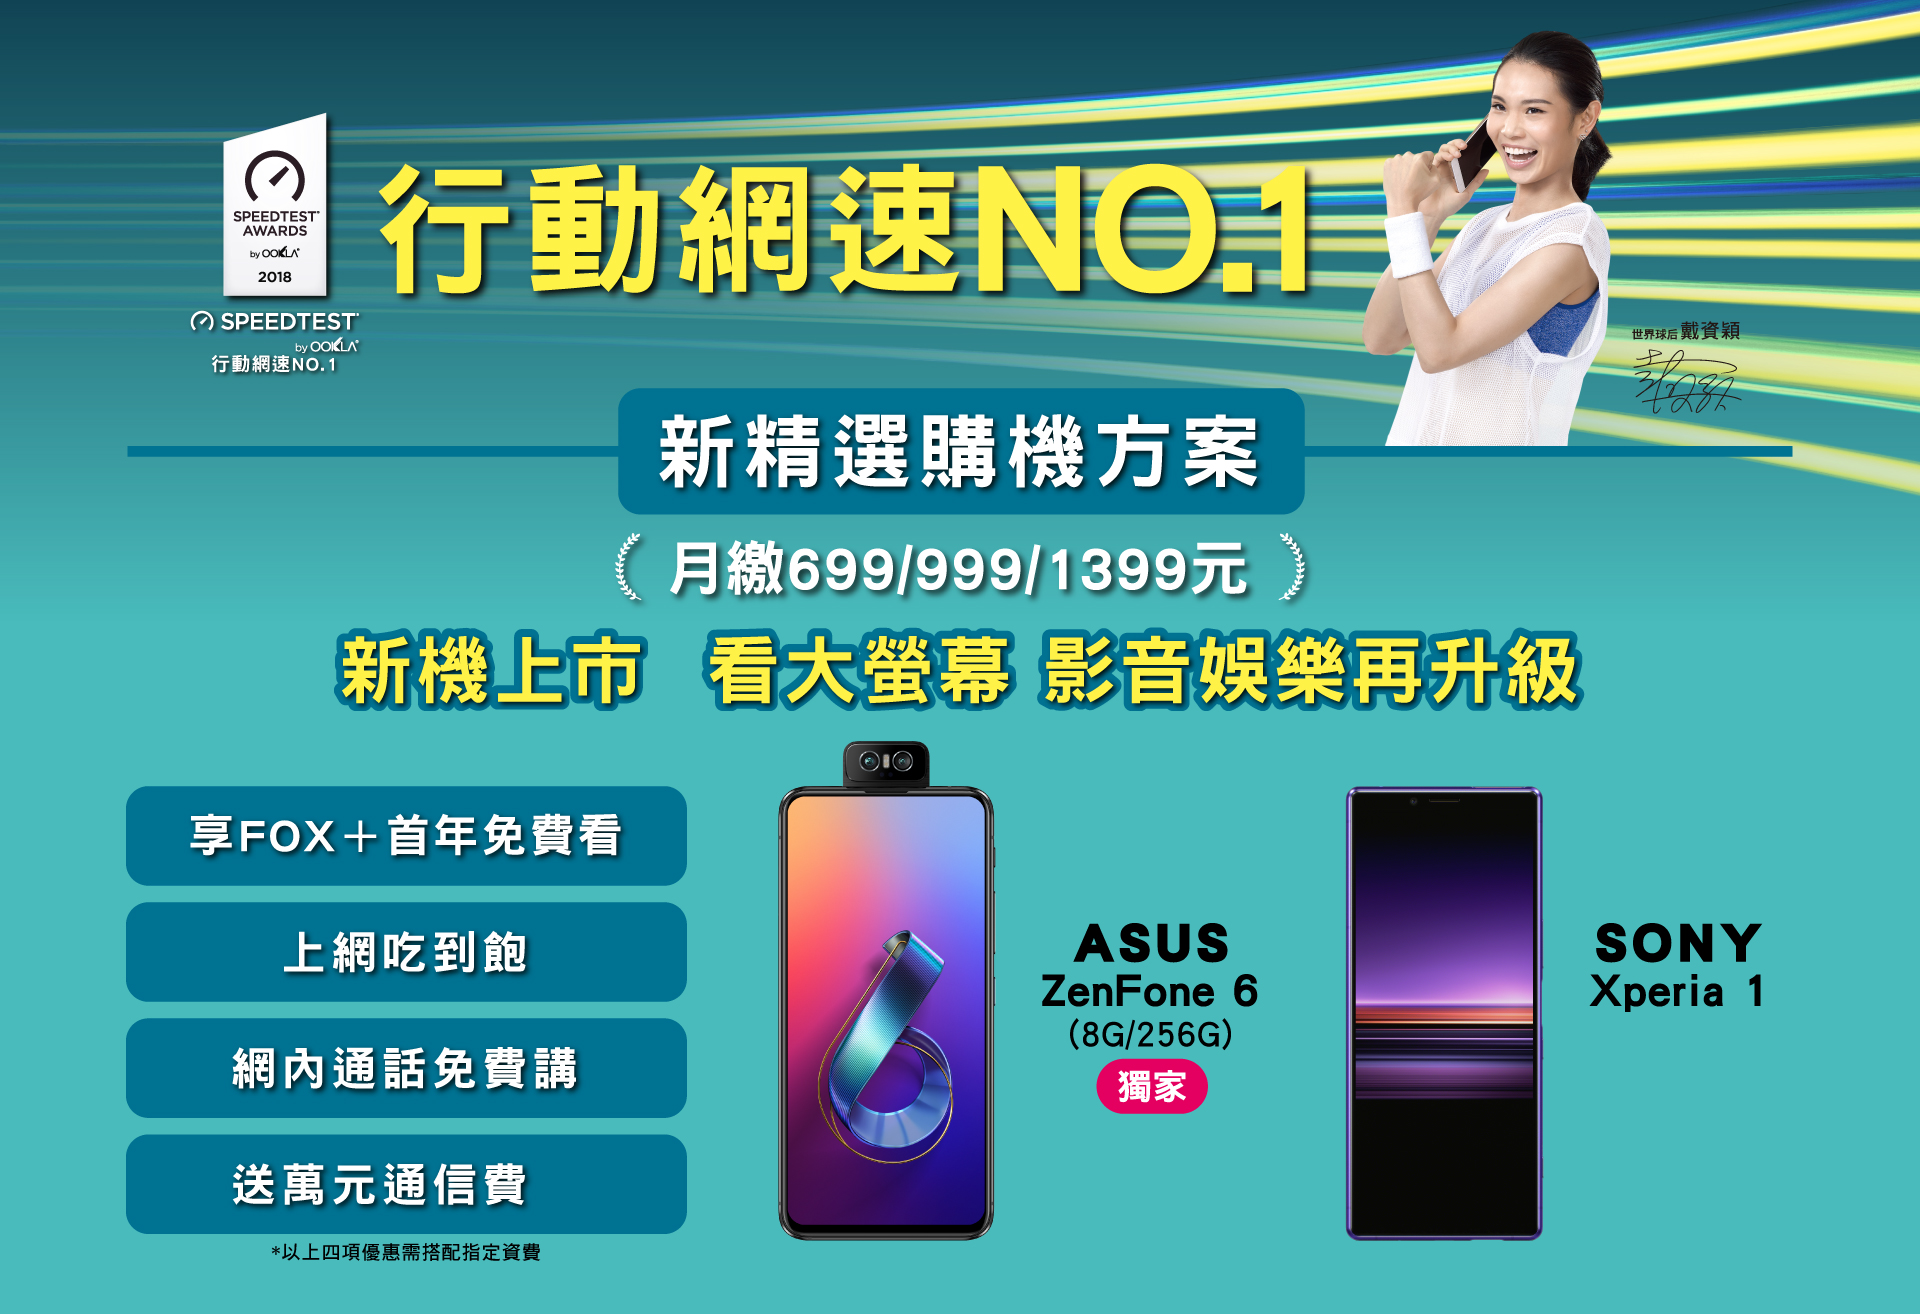 SPEEDTEST®
AWARDS
by OOKLA®
2018
SPEEDTEST®
by OOKLA®
行動網速NO.1
行動網速NO.1
世界球后 戴資穎
新精選購機方案
月繳699/999/1399元
新機上市 看大螢幕 影音娛樂再升級
享FOX＋首年免費看
上網吃到飽
網內通話免費講
送萬元通信費
*以上四項優惠需搭配指定資費
ASUS
ZenFone 6
(8G/256G)
獨家
SONY
Xperia 1